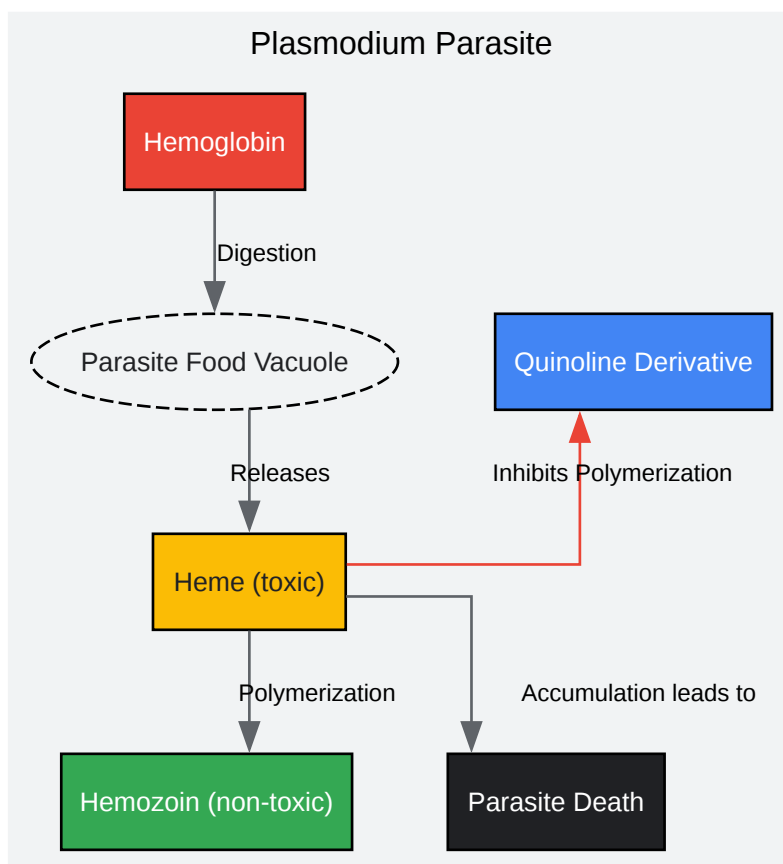 Plasmodium Parasite
Hemoglobin
Digestion
Parasite Food Vacuole
Quinoline Derivative
Releases
Inhibits Polymerization
Heme (toxic)
Polymerization
Accumulation leads to
Hemozoin (non-toxic)
Parasite Death